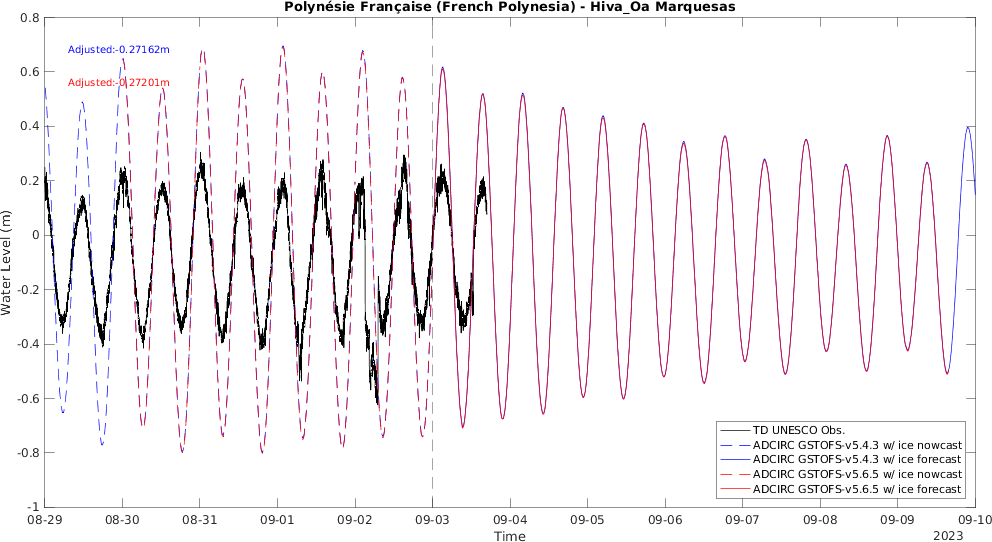 Polynésie Française (French Polynesia) - Hiva_Oa Marquesas
Adjusted:-0.27162m
Adjusted:-0.27201m
Water Level (m)
0.8
0.6
0.4
0.2
0
-0.2
-0.4
-0.6
-0.8
-1
TD UNESCO Obs.
ADCIRC GSTOFS-v5.4.3 w/ ice nowcast
ADCIRC GSTOFS-v5.4.3 w/ ice forecast
ADCIRC GSTOFS-v5.6.5 w/ ice nowcast
ADCIRC GSTOFS-v5.6.5 w/ ice forecast
08-29 08-30 08-31 09-01 09-02 09-03 09-04 09-05 09-06 09-07 09-08 09-09 09-10
Time
2023